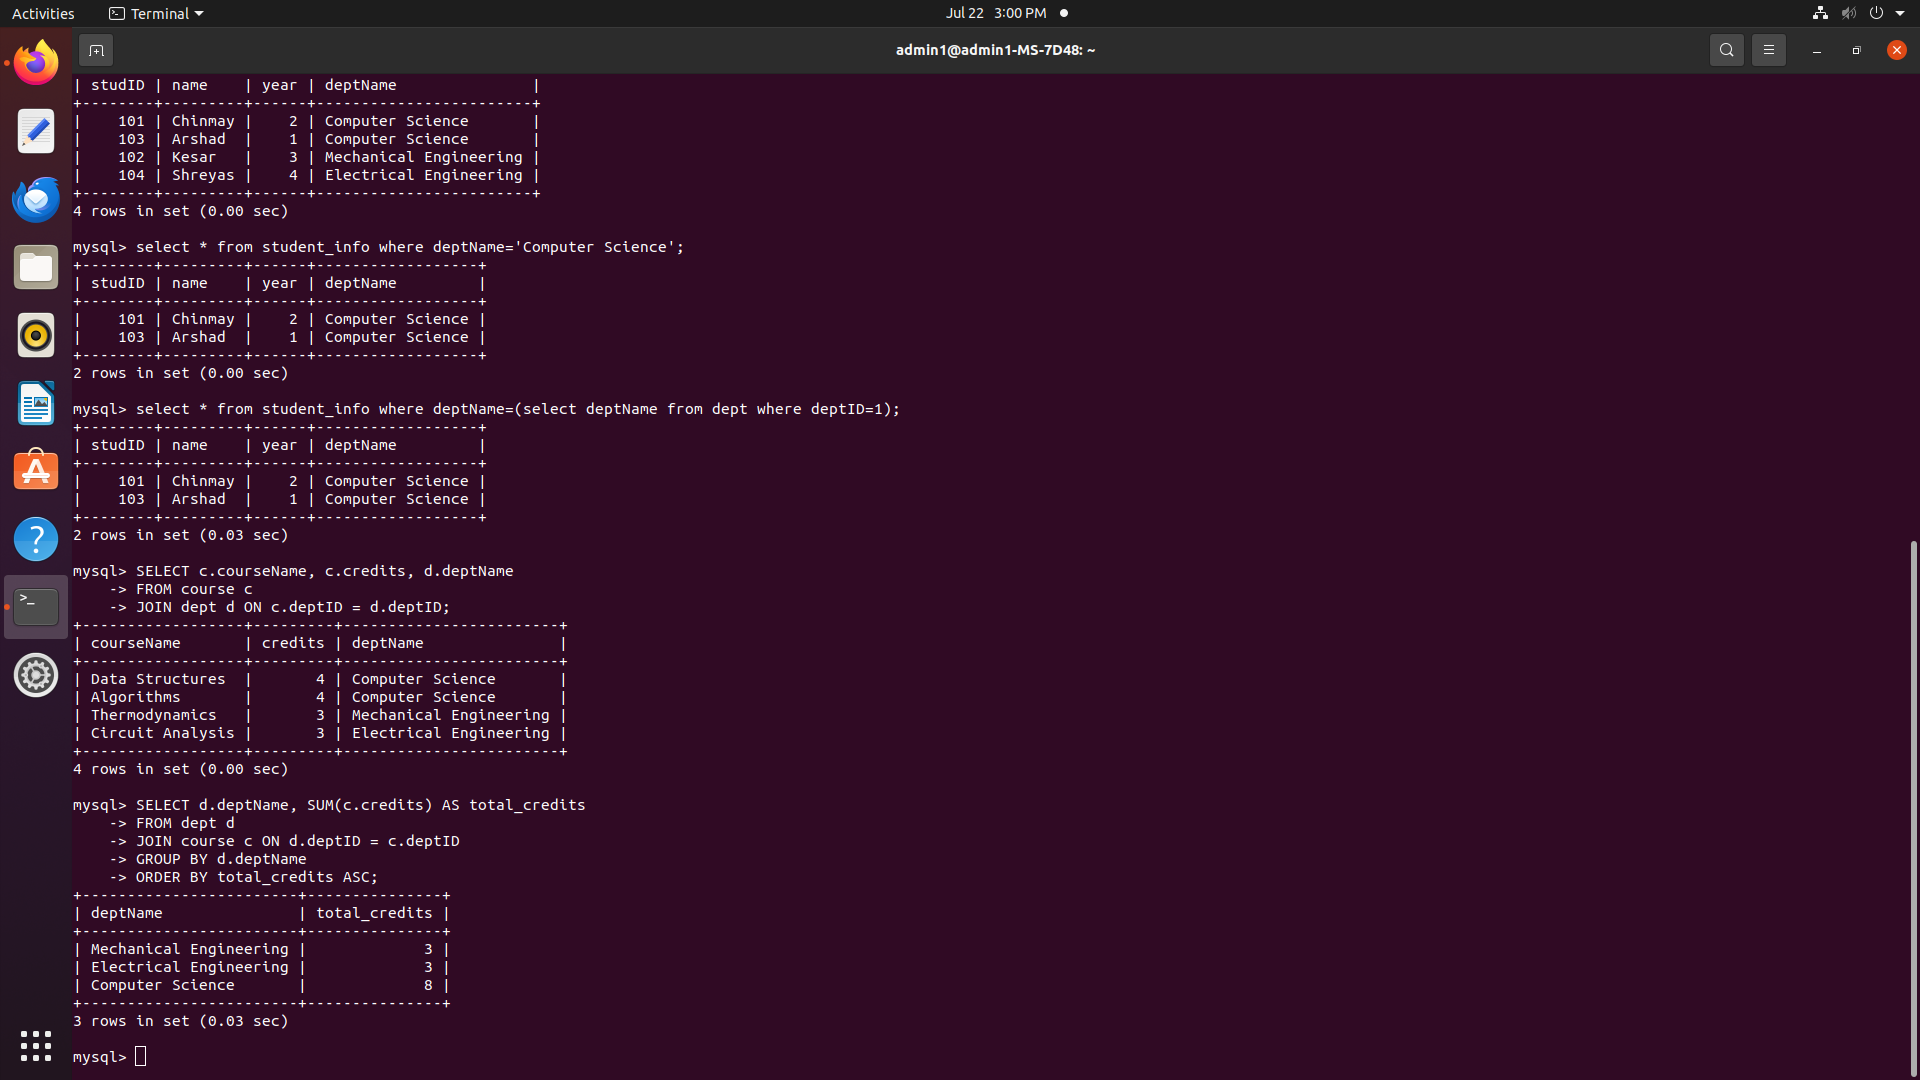 Activities Terminal Jul 22 3:00 PM
admin1@admin1-MS-7D48: ~
| studID | name    | year | deptName               |
+--------+---------+------+------------------------+
|    101 | Chinmay |    2 | Computer Science       |
|    103 | Arshad  |    1 | Computer Science       |
|    102 | Kesar   |    3 | Mechanical Engineering |
|    104 | Shreyas |    4 | Electrical Engineering |
+--------+---------+------+------------------------+
4 rows in set (0.00 sec)
mysql> select * from student_info where deptName='Computer Science';
+--------+---------+------+------------------+
| studID | name    | year | deptName         |
+--------+---------+------+------------------+
|    101 | Chinmay |    2 | Computer Science |
|    103 | Arshad  |    1 | Computer Science |
+--------+---------+------+------------------+
2 rows in set (0.00 sec)
mysql> select * from student_info where deptName=(select deptName from dept where deptID=1);
+--------+---------+------+------------------+
| studID | name    | year | deptName         |
+--------+---------+------+------------------+
|    101 | Chinmay |    2 | Computer Science |
|    103 | Arshad  |    1 | Computer Science |
+--------+---------+------+------------------+
2 rows in set (0.03 sec)
mysql> SELECT c.courseName, c.credits, d.deptName
    -> FROM course c
    -> JOIN dept d ON c.deptID = d.deptID;
+------------------+---------+------------------------+
| courseName       | credits | deptName               |
+------------------+---------+------------------------+
| Data Structures  |       4 | Computer Science       |
| Algorithms       |       4 | Computer Science       |
| Thermodynamics   |       3 | Mechanical Engineering |
| Circuit Analysis |       3 | Electrical Engineering |
+------------------+---------+------------------------+
4 rows in set (0.00 sec)
mysql> SELECT d.deptName, SUM(c.credits) AS total_credits
    -> FROM dept d
    -> JOIN course c ON d.deptID = c.deptID
    -> GROUP BY d.deptName
    -> ORDER BY total_credits ASC;
+------------------------+---------------+
| deptName               | total_credits |
+------------------------+---------------+
| Mechanical Engineering |             3 |
| Electrical Engineering |             3 |
| Computer Science       |             8 |
+------------------------+---------------+
3 rows in set (0.03 sec)
mysql>